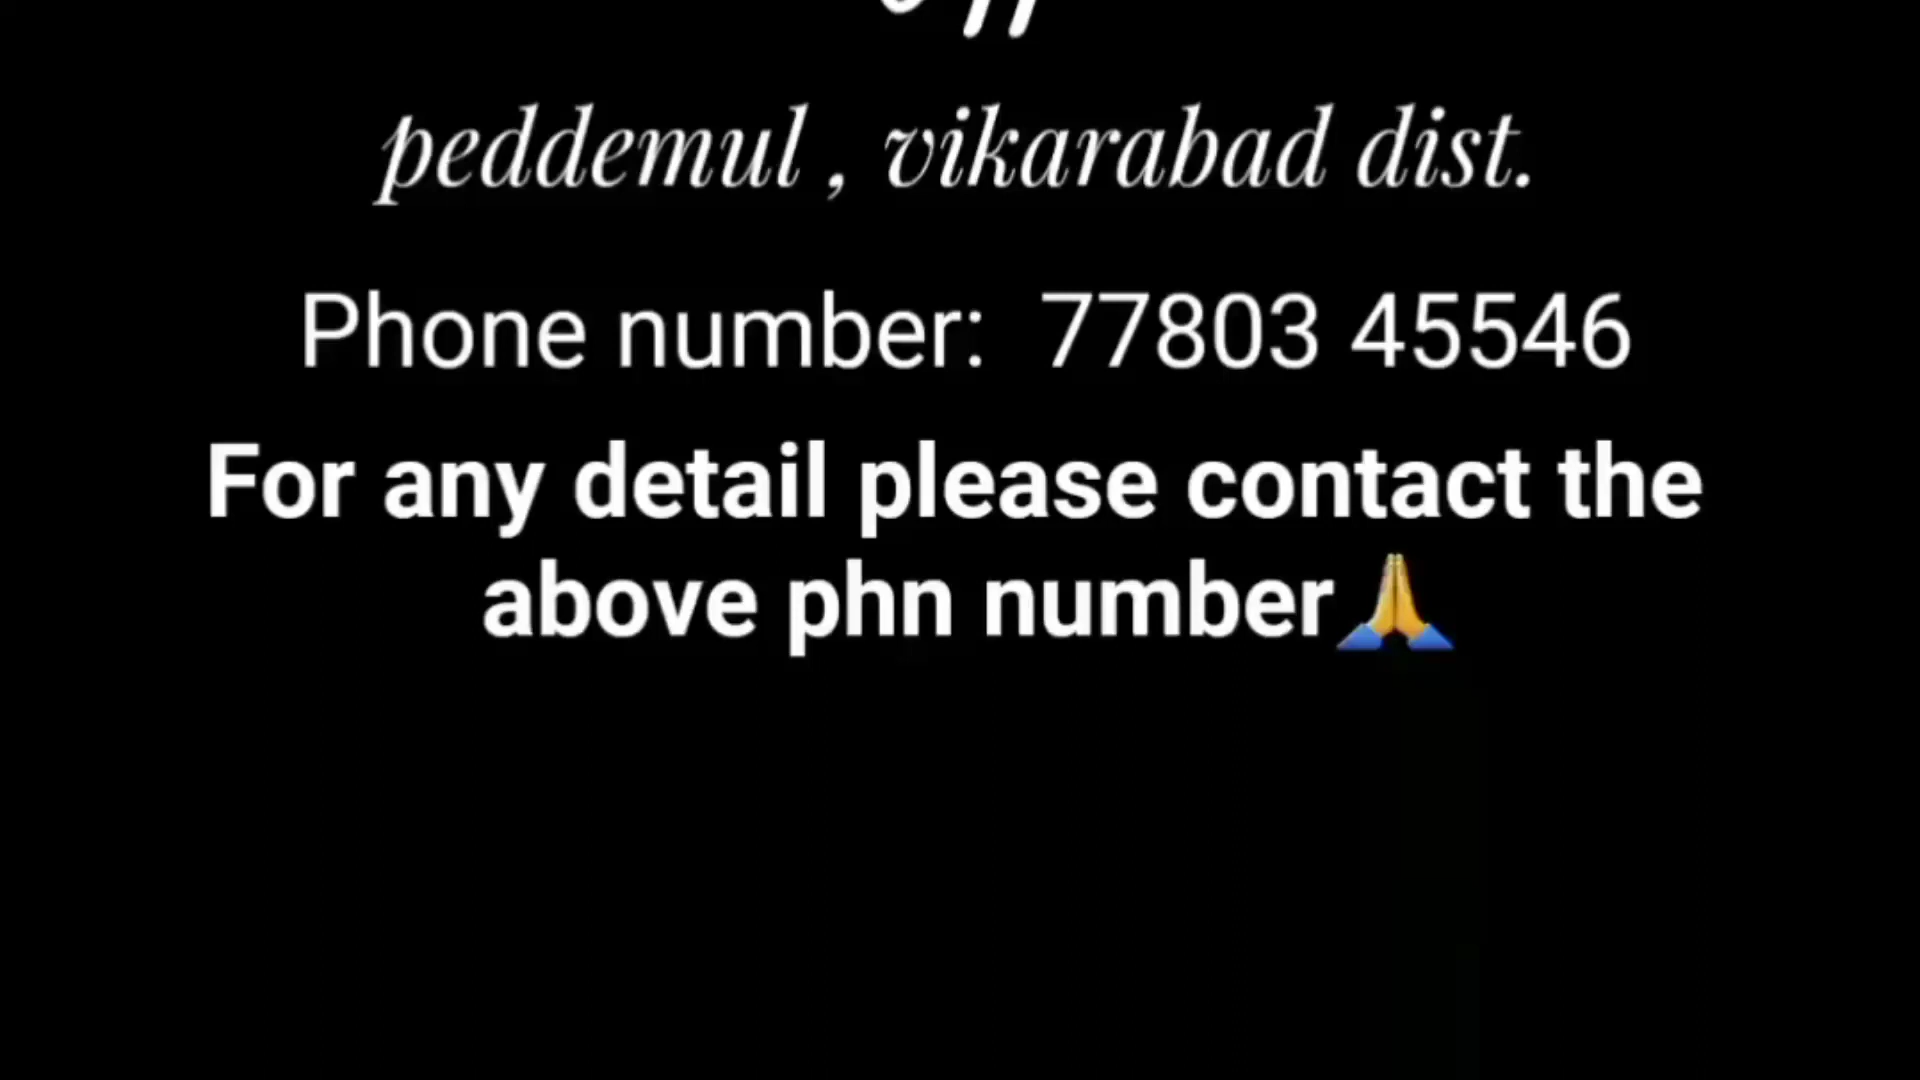 peddemul , vikarabad dist.
Phone number:  77803 45546
For any detail please contact the
above phn number🙏